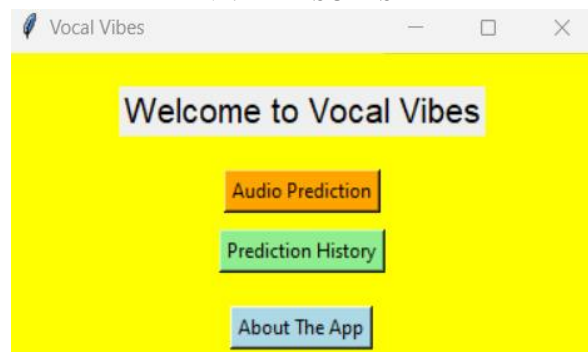 Vocal Vibes
Welcome to Vocal Vibes
Audio Prediction
Prediction History
About The App